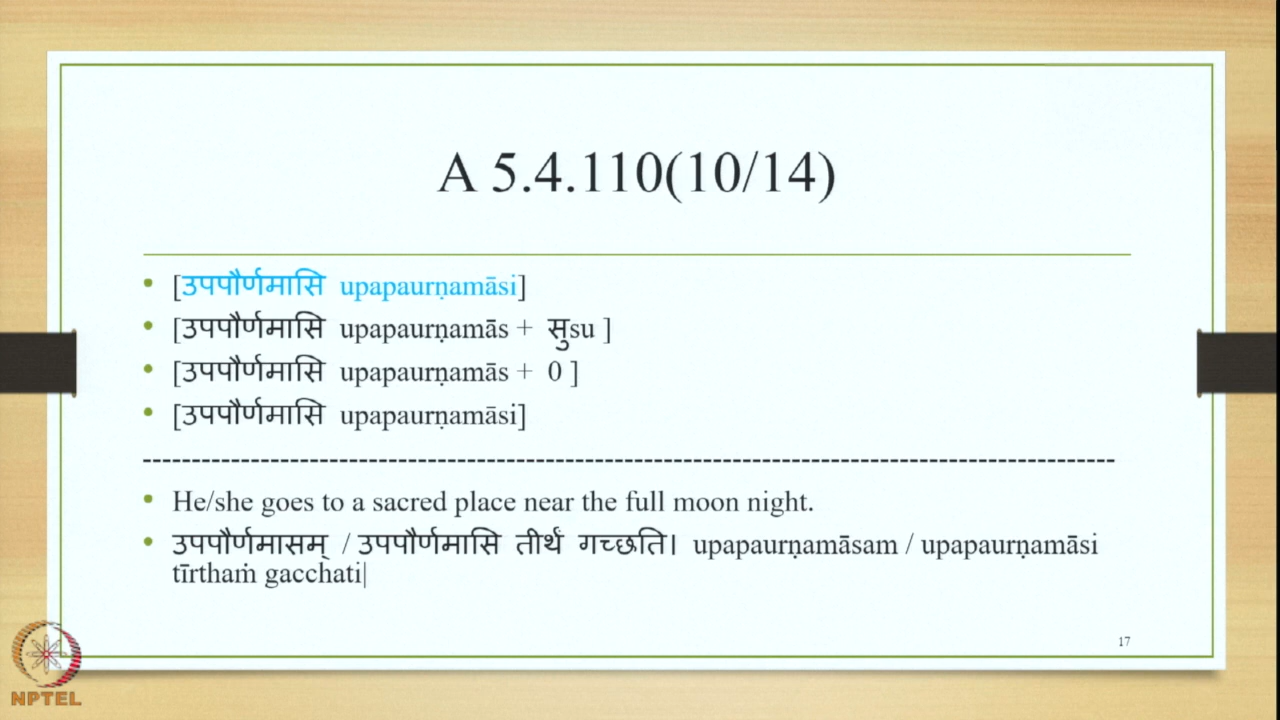 A 5.4.110(10/14)
• [उपपौर्णमासि upapaurṇamāsi]
• [उपपौर्णमासि upapaurṇamās + सुsu ]
• [उपपौर्णमासि upapaurṇamās + 0 ]
• [उपपौर्णमासि upapaurṇamāsi]
• He/she goes to a sacred place near the full moon night.
• उपपौर्णमासम् / उपपौर्णमासि तीर्थं गच्छति। upapaurṇamāsam / upapaurṇamāsi
tīrthaṁ gacchati|
17
NPTEL